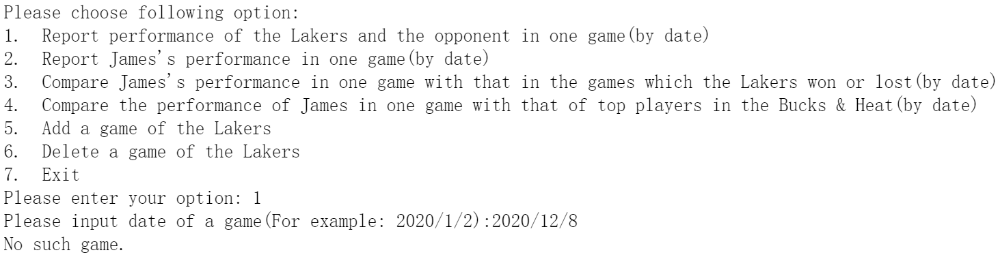 Please choose following option:
1.  Report performance of the Lakers and the opponent in one game(by date)
2.  Report James's performance in one game(by date)
3.  Compare James's performance in one game with that in the games which the Lakers won or lost(by date)
4.  Compare the performance of James in one game with that of top players in the Bucks & Heat(by date)
5.  Add a game of the Lakers
6.  Delete a game of the Lakers
7.  Exit
Please enter your option: 1
Please input date of a game(For example: 2020/1/2):2020/12/8
No such game.